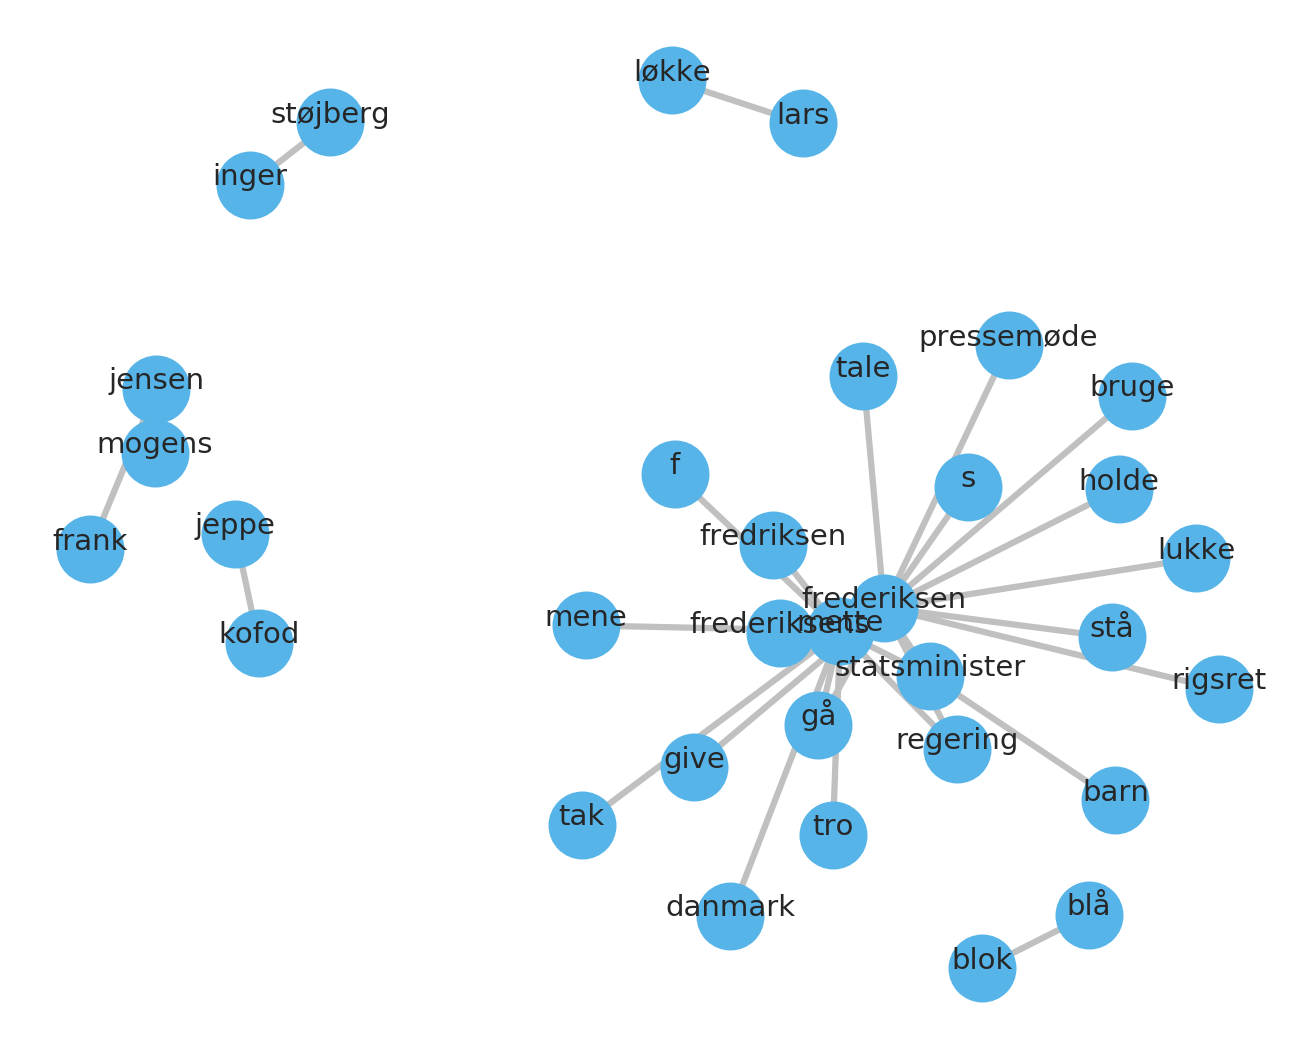 løkke
lars
støjberg
inger
pressemøde
tale
jensen
bruge
mogens
f
s
holde
jeppe
fredriksen
frank
lukke
frederiksen
mene
frederiksens
mette
stå
kofod
statsminister
rigsret
gå
regering
give
barn
tak
tro
danmark
blå
blok